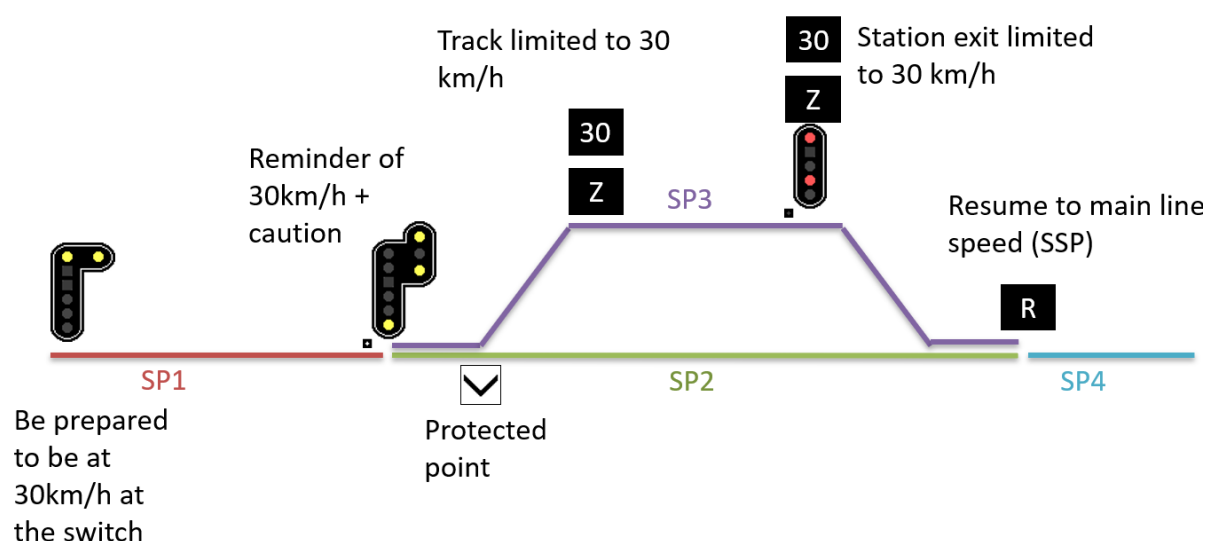 Track limited to 30
km/h
30
Z
30
Z
Station exit limited
to 30 km/h
Reminder of
30km/h +
caution
SP3
Resume to main line
speed (SSP)
R
SP1
SP2
SP4
Be prepared
to be at
30km/h at
the switch
Protected
point